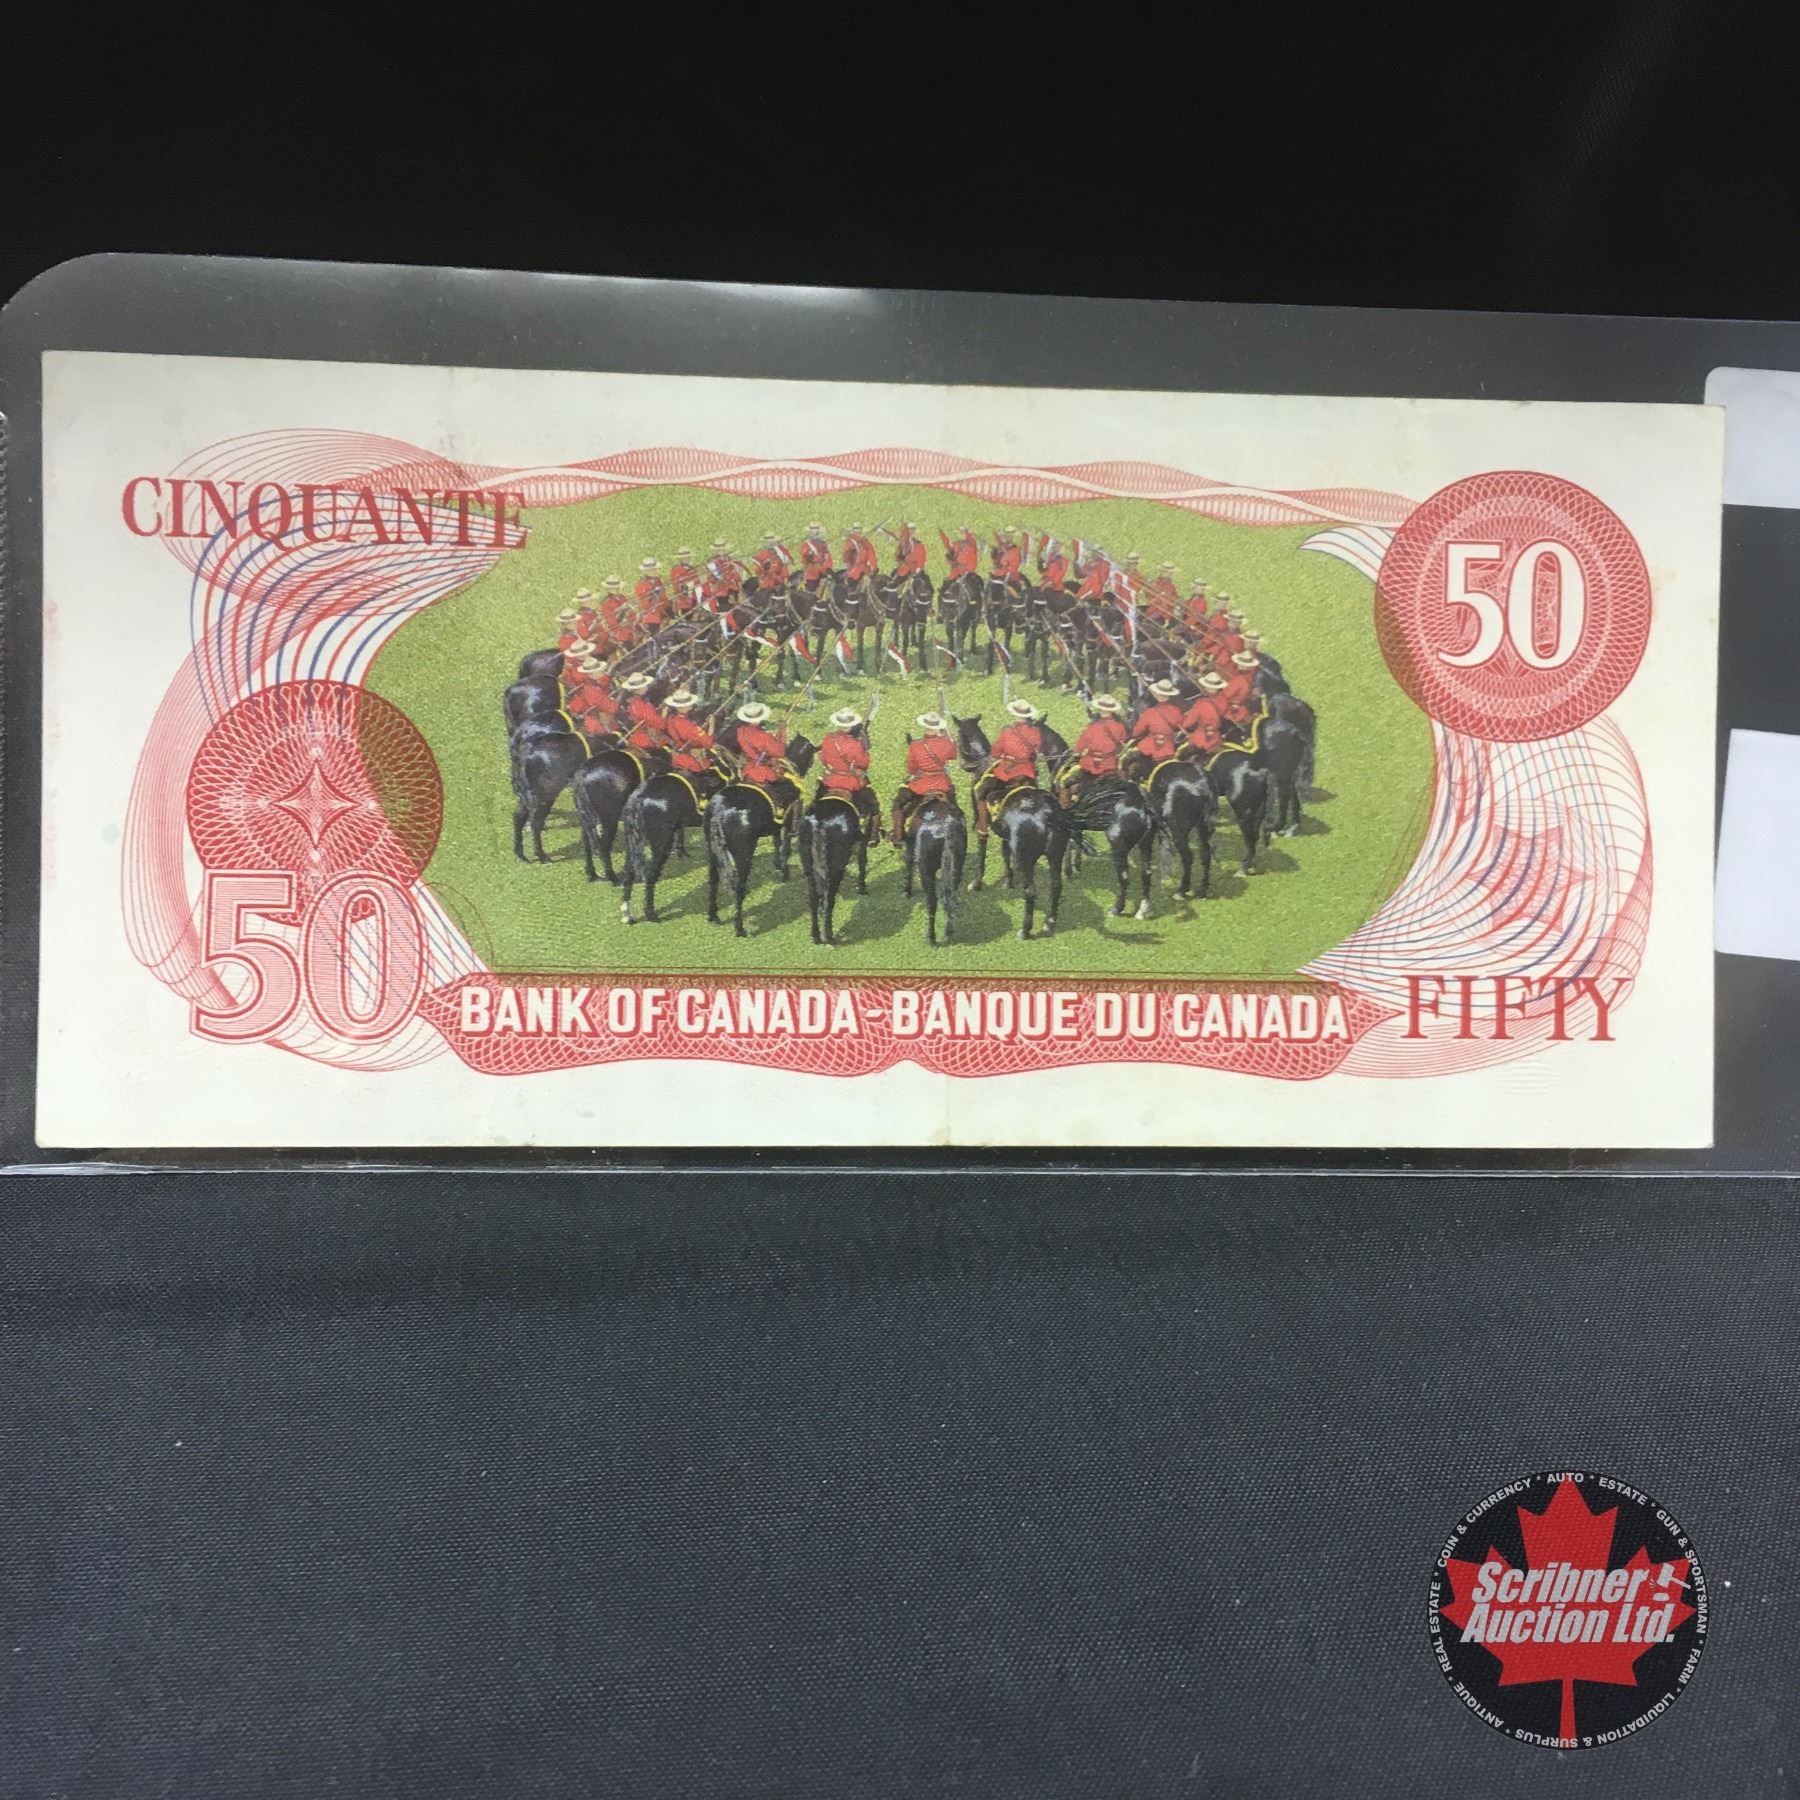 CINQUANTE
50
50
BANK OF CANADA - BANQUE DU CANADA
FIFTY
Scribner
Auction Ltd.
ANTIQUE * REAL ESTATE * COIN & CURRENCY * AUTO * ESTATE * GUN & SPORTSMAN * FARM * LIQUIDATION & SURPLUS *